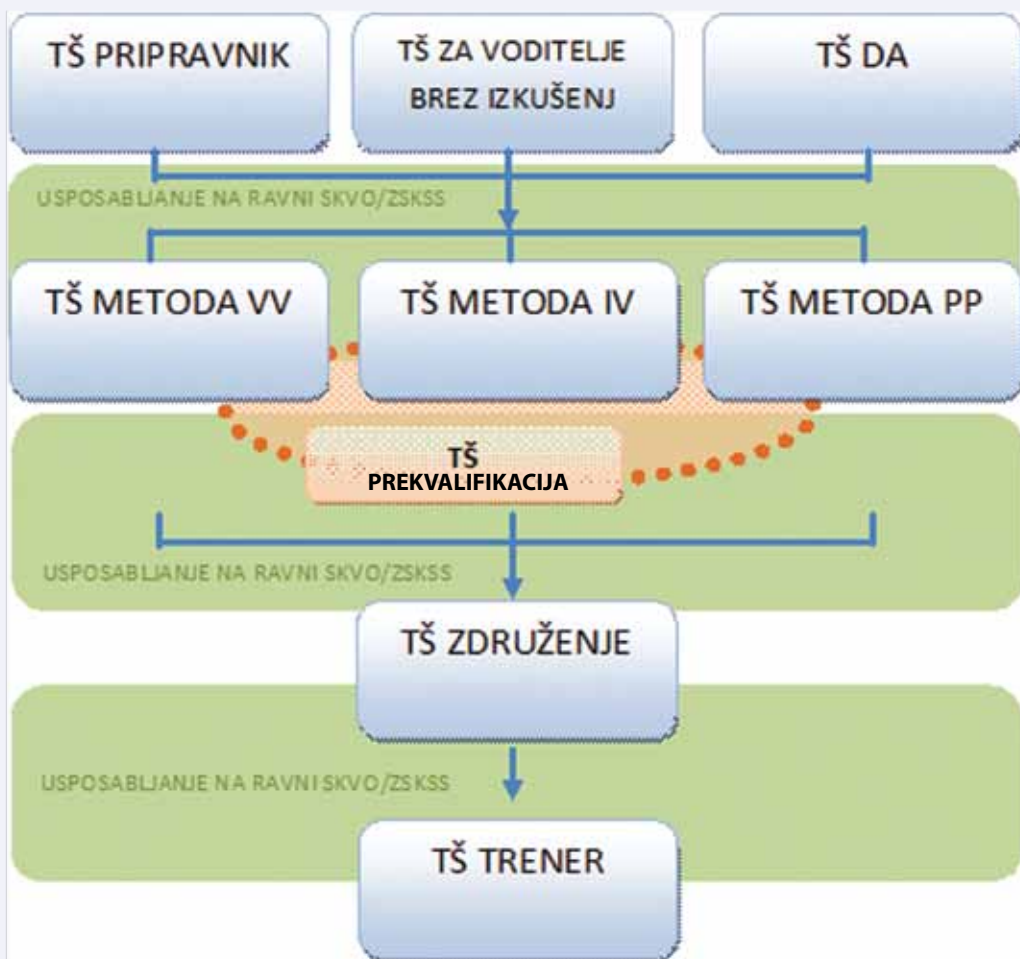 TŠ PRIPRAVNIK
TŠ ZA VODITELJE
BREZ IZKUŠENJ
TŠ DA
USPOSABLJANJE NA RAVNI SKVO/ZSKSS
TŠ METODA VV
TŠ METODA IV
TŠ METODA PP
TŠ
PREKVALIFIKACIJA
USPOSABLJANJE NA RAVNI SKVO/ZSKSS
TŠ ZDRUŽENJE
USPOSABLJANJE NA RAVNI SKVO/ZSKSS
TŠ TRENER